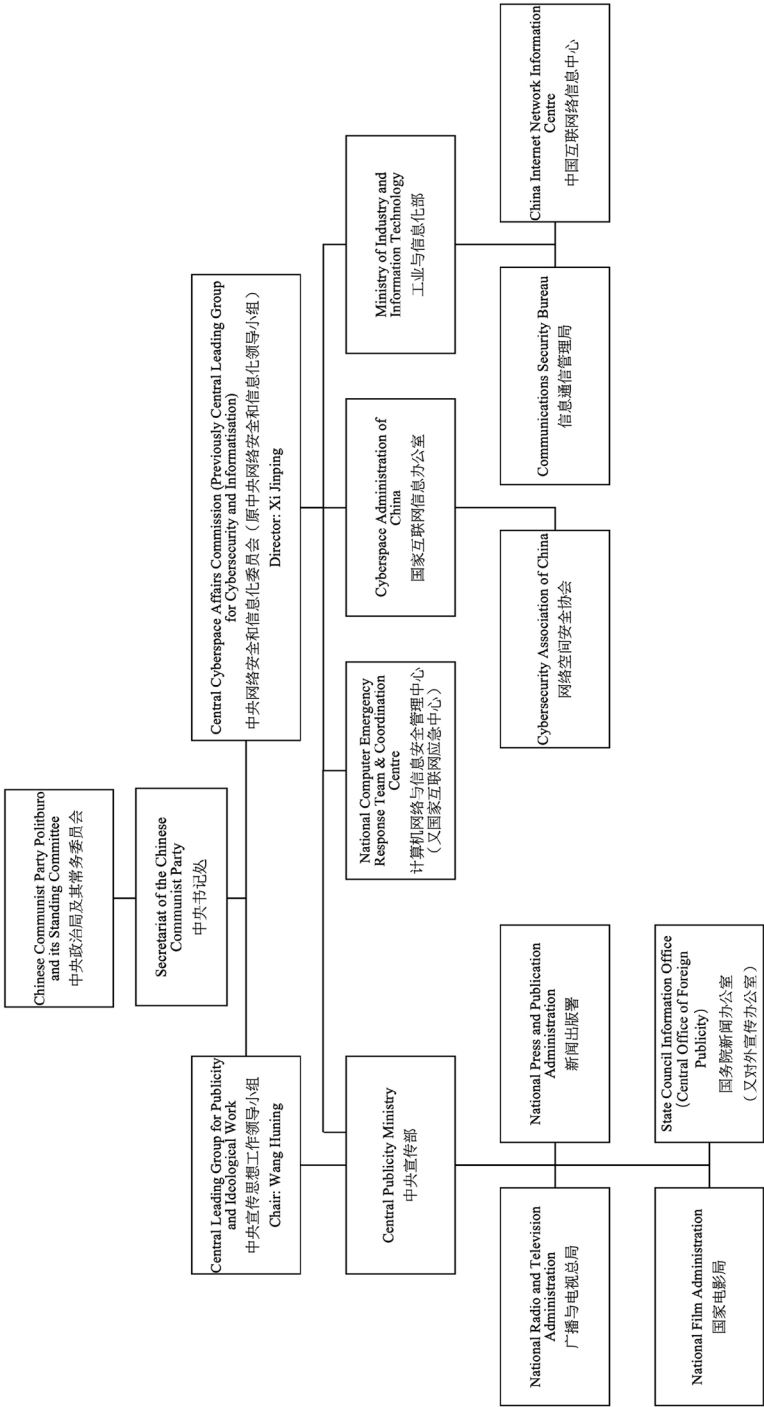 Chinese Communist Party Politburo
and its Standing Committee
中央政治局及其常务委员会
Secretariat of the Chinese
Communist Party
中央书记处
Central Leading Group for Publicity
and Ideological Work
中央宣传思想工作领导小组
Chair: Wang Huning
Central Cyberspace Affairs Commission (Previously Central Leading Group
for Cybersecurity and Informatisation)
中央网络安全和信息化委员会（原中央网络安全和信息化领导小组）
Director: Xi Jinping
Central Publicity Ministry
中央宣传部
National Computer Emergency
Response Team & Coordination
Centre
计算机网络与信息安全管理中心
（又国家互联网应急中心）
Cyberspace Administration of
China
国家互联网信息办公室
Ministry of Industry and
Information Technology
工业与信息化部
National Radio and Television
Administration
广播与电视总局
National Press and Publication
Administration
新闻出版署
Cybersecurity Association of China
网络空间安全协会
Communications Security Bureau
信息通信管理局
China Internet Network Information
Centre
中国互联网络信息中心
National Film Administration
国家电影局
State Council Information Office
（Central Office of Foreign
Publicity）
国务院新闻办公室
（又对外宣传办公室）